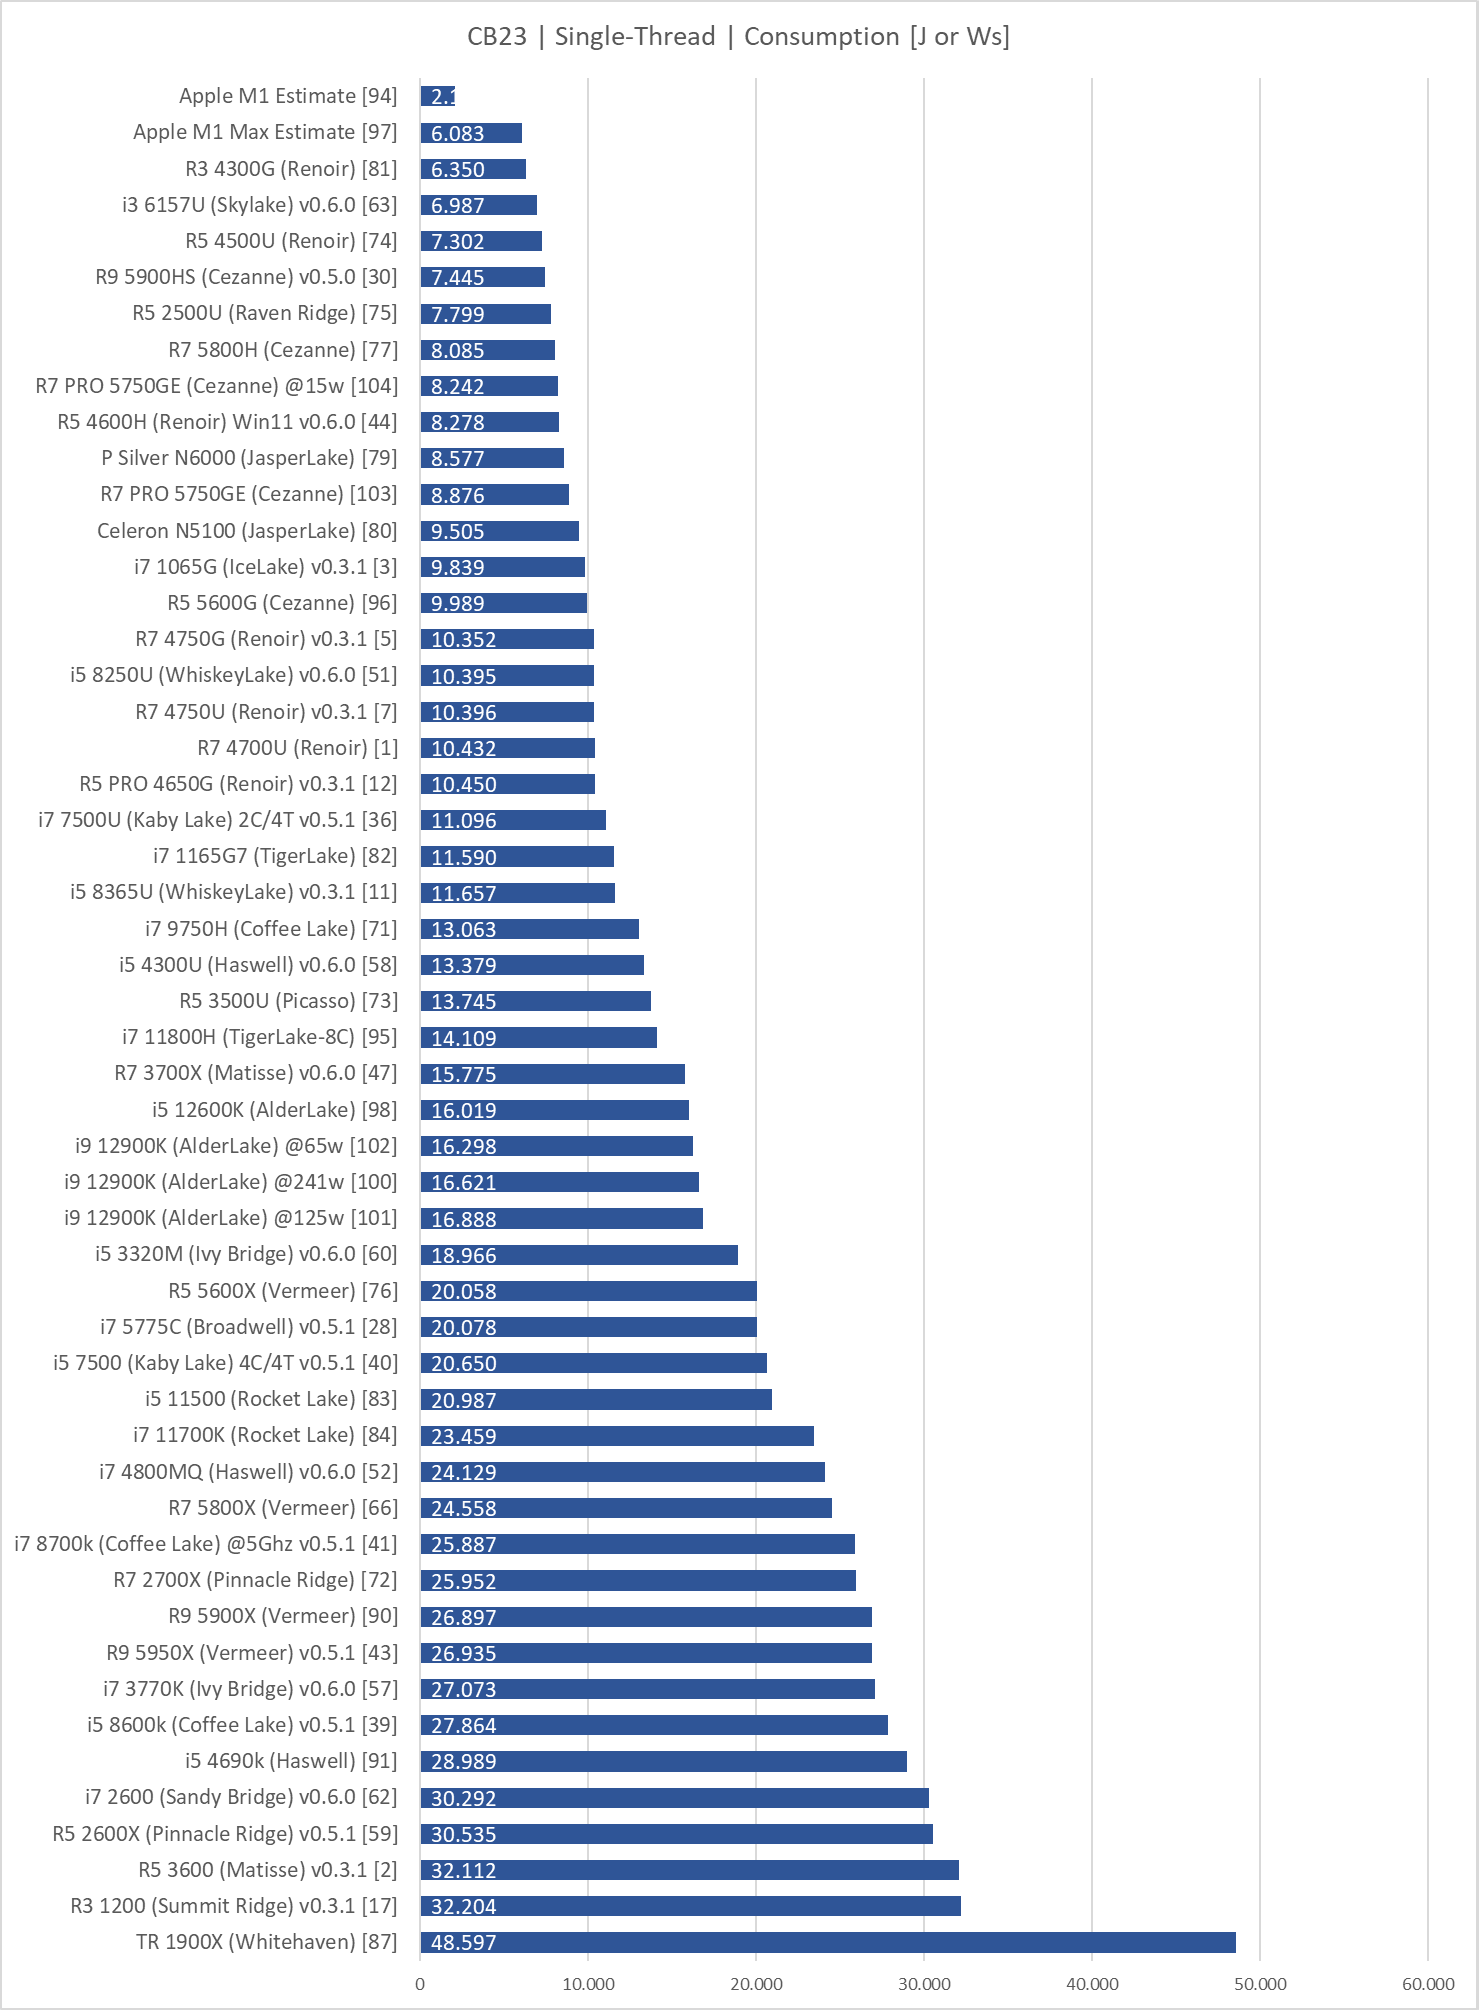 CB23 | Single-Thread | Consumption [J or Ws]
Apple M1 Estimate [94]
Apple M1 Max Estimate [97] 6.083
R3 4300G (Renoir) [81] 6.350
i3 6157U (Skylake) v0.6.0 [63] 6.987
R5 4500U (Renoir) [74] 7.302
R9 5900HS (Cezanne) v0.5.0 [30] 7.445
R5 2500U (Raven Ridge) [75] 7.799
R7 5800H (Cezanne) [77] 8.085
R7 PRO 5750GE (Cezanne) @15w [104] 8.242
R5 4600H (Renoir) Win11 v0.6.0 [44] 8.278
P Silver N6000 (JasperLake) [79] 8.577
R7 PRO 5750GE (Cezanne) [103] 8.876
Celeron N5100 (JasperLake) [80] 9.505
i7 1065G (IceLake) v0.3.1 [3] 9.839
R5 5600G (Cezanne) [96] 9.989
R7 4750G (Renoir) v0.3.1 [5] 10.352
i5 8250U (WhiskeyLake) v0.6.0 [51] 10.395
R7 4750U (Renoir) v0.3.1 [7] 10.396
R7 4700U (Renoir) [1] 10.432
R5 PRO 4650G (Renoir) v0.3.1 [12] 10.450
i7 7500U (Kaby Lake) 2C/4T v0.5.1 [36] 11.096
i7 1165G7 (TigerLake) [82] 11.590
i5 8365U (WhiskeyLake) v0.3.1 [11] 11.657
i7 9750H (Coffee Lake) [71] 13.063
i5 4300U (Haswell) v0.6.0 [58] 13.379
R5 3500U (Picasso) [73] 13.745
i7 11800H (TigerLake-8C) [95] 14.109
R7 3700X (Matisse) v0.6.0 [47] 15.775
i5 12600K (AlderLake) [98] 16.019
i9 12900K (AlderLake) @65w [102] 16.298
i9 12900K (AlderLake) @241w [100] 16.621
i9 12900K (AlderLake) @125w [101] 16.888
i5 3320M (Ivy Bridge) v0.6.0 [60] 18.966
R5 5600X (Vermeer) [76] 20.058
i7 5775C (Broadwell) v0.5.1 [28] 20.078
i5 7500 (Kaby Lake) 4C/4T v0.5.1 [40] 20.650
i5 11500 (Rocket Lake) [83] 20.987
i7 11700K (Rocket Lake) [84] 23.459
i7 4800MQ (Haswell) v0.6.0 [52] 24.129
R7 5800X (Vermeer) [66] 24.558
i7 8700k (Coffee Lake) @5Ghz v0.5.1 [41] 25.887
R7 2700X (Pinnacle Ridge) [72] 25.952
R9 5900X (Vermeer) [90] 26.897
R9 5950X (Vermeer) v0.5.1 [43] 26.935
i7 3770K (Ivy Bridge) v0.6.0 [57] 27.073
i5 8600k (Coffee Lake) v0.5.1 [39] 27.864
i5 4690k (Haswell) [91] 28.989
i7 2600 (Sandy Bridge) v0.6.0 [62] 30.292
R5 2600X (Pinnacle Ridge) v0.5.1 [59] 30.535
R5 3600 (Matisse) v0.3.1 [2] 32.112
R3 1200 (Summit Ridge) v0.3.1 [17] 32.204
TR 1900X (Whitehaven) [87] 48.597
0 10.000 20.000 30.000 40.000 50.000 60.000